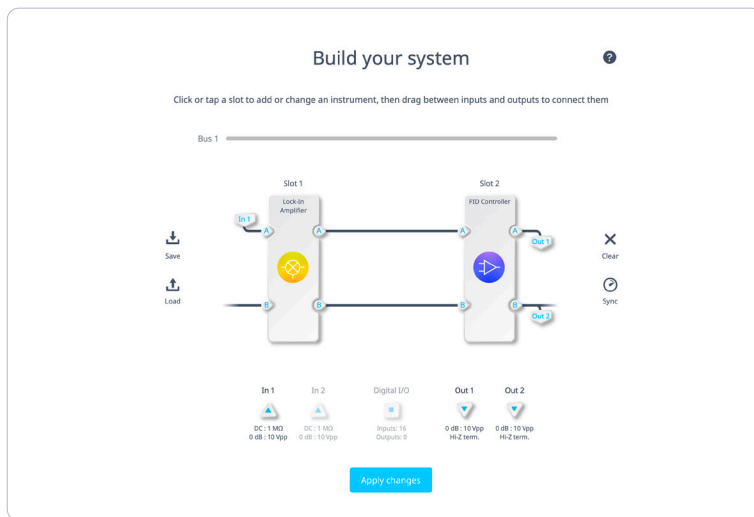 Build your system
?
Click or tap a slot to add or change an instrument, then drag between inputs and outputs to connect them
Bus 1
Slot 1
Slot 2
Lock-In
Amplifier
PID Controller
In 1
A
A
A
A
Out 1
Save
Clear
Load
Sync
B
B
B
B
Out 2
In 1
In 2
Digital I/O
Out 1
Out 2
DC : 1 MΩ
0 dB : 10 Vpp
DC : 1 MΩ
0 dB : 10 Vpp
Inputs: 16
Outputs: 0
0 dB : 10 Vpp
Hi-Z term.
0 dB : 10 Vpp
Hi-Z term.
Apply changes